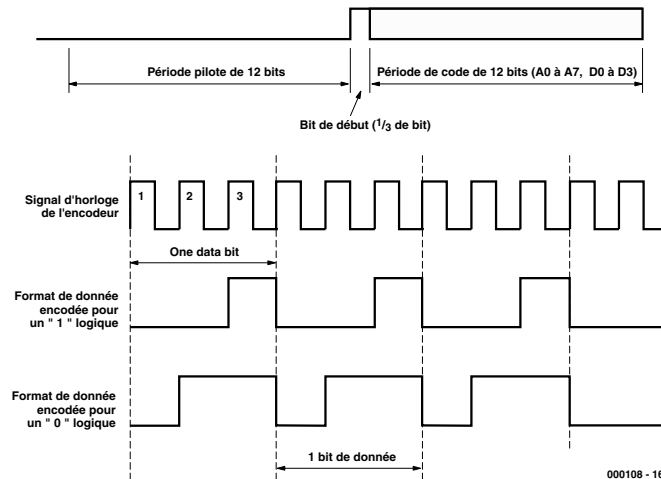 Période pilote de 12 bits
Période de code de 12 bits (A0 à A7, D0 à D3)
Bit de début (1/3 de bit)
Signal d'horloge
de l'encodeur
1 2 3
One data bit
Format de donnée
encodée pour
un " 1 " logique
Format de donnée
encodée pour
un " 0 " logique
1 bit de donnée
000108 - 16